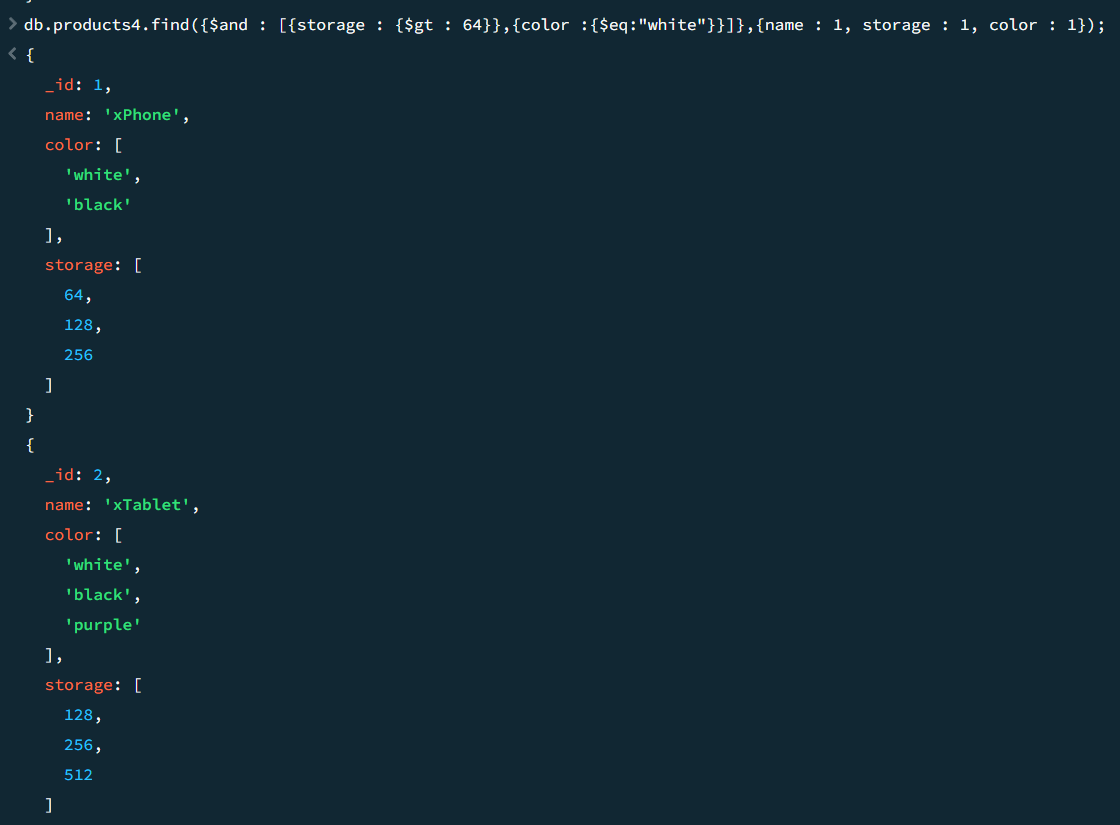 db.products4.find({$and : [{storage : {$gt : 64}},{color :{$eq:"white"}}]},{name : 1, storage : 1, color : 1});
{
_id: 1,
name: 'xPhone',
color: [
'white',
'black'
],
storage: [
64,
128,
256
]
}
{
_id: 2,
name: 'xTablet',
color: [
'white',
'black',
'purple'
],
storage: [
128,
256,
512
]